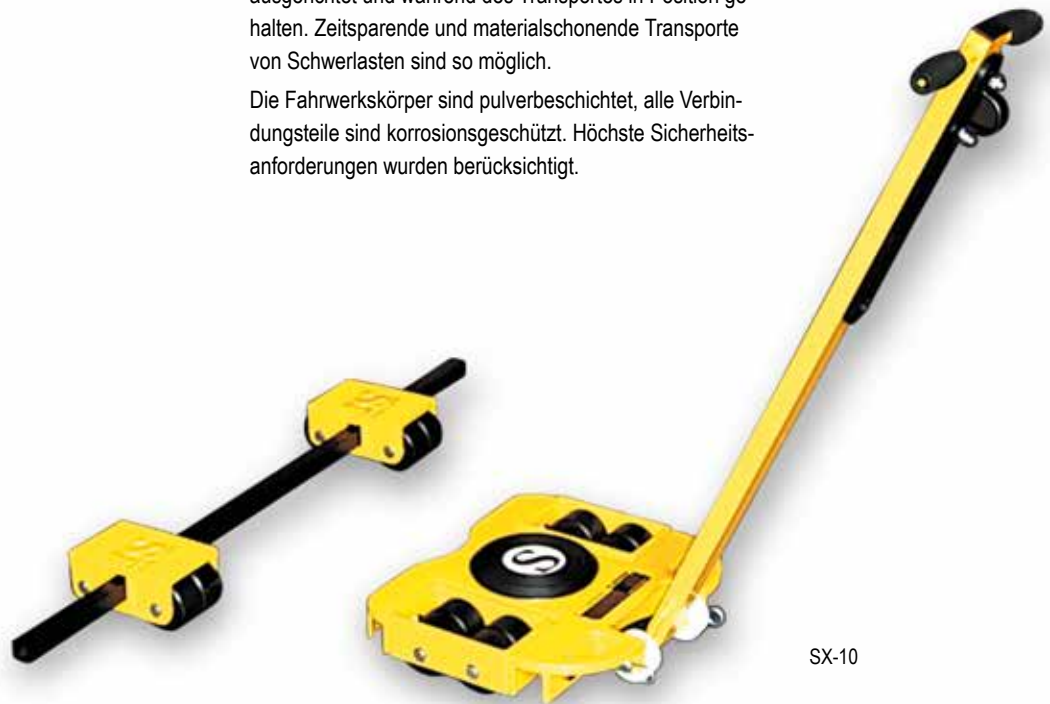 halten. Zeitsparende und materialschonende Transporte
von Schwerlasten sind so möglich.
Die Fahrwerkskörper sind pulverbeschichtet, alle Verbin-
dungsteile sind korrosionsgeschützt. Höchste Sicherheits-
anforderungen wurden berücksichtigt.
S
S
S
SX-10